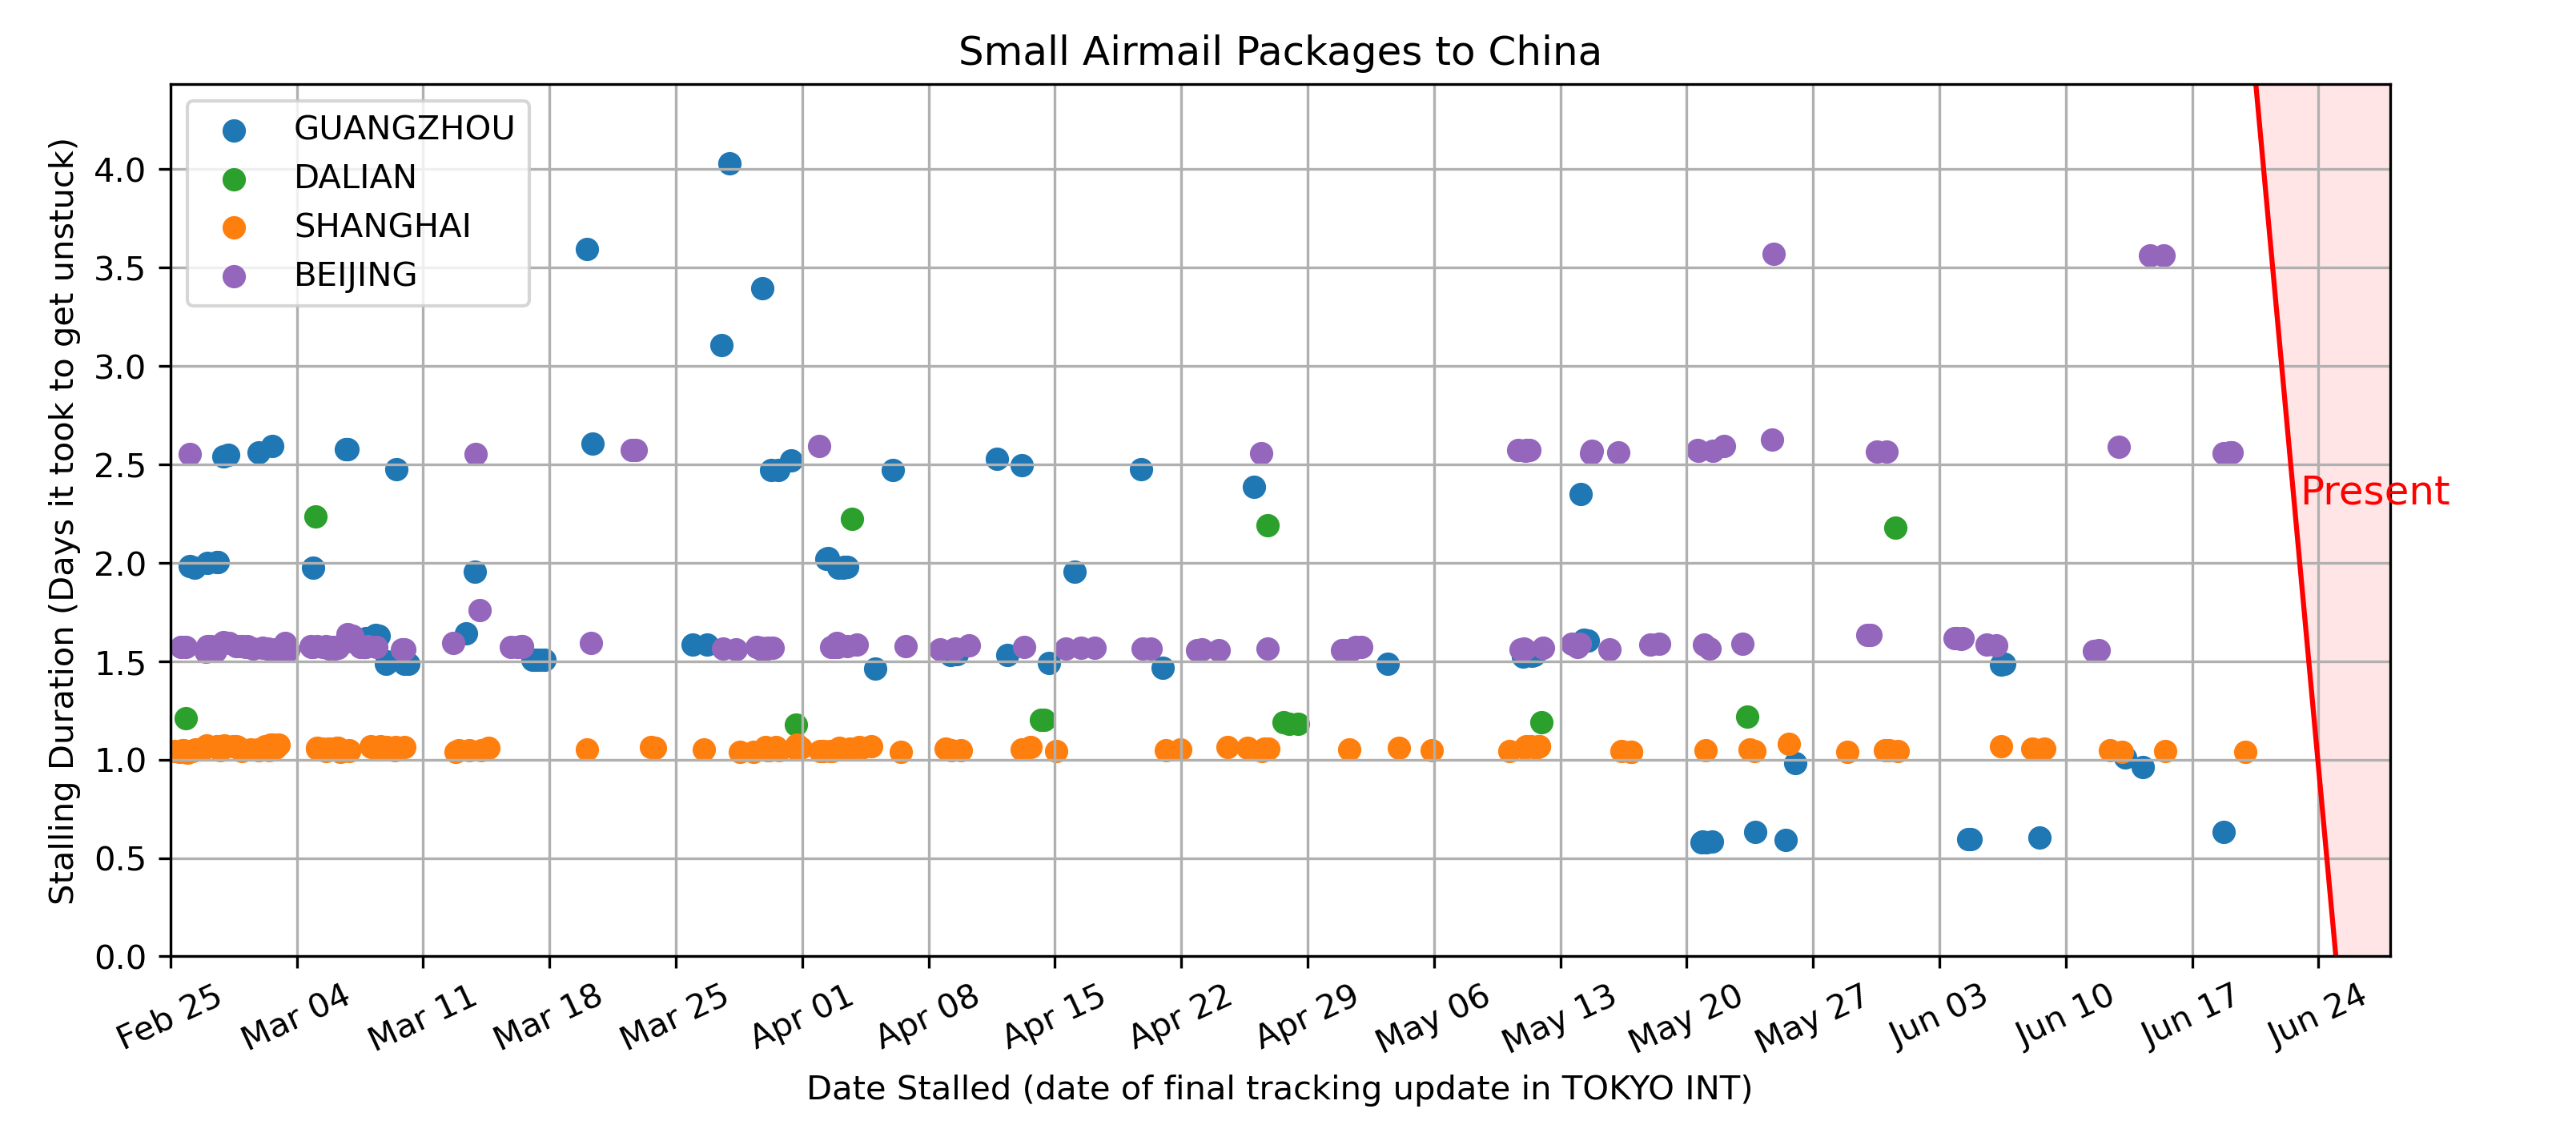 Small Airmail Packages to China
GUANGZHOU
DALIAN
SHANGHAI
BEIJING
Stalling Duration (Days it took to get unstuck)
4.0
3.5
3.0
2.5
2.0
1.5
1.0
0.5
0.0
Present
Feb 25
Mar 04
Mar 11
Mar 18
Mar 25
Apr 01
Apr 08
Apr 15
Apr 22
Apr 29
May 06
May 13
May 20
May 27
Jun 03
Jun 10
Jun 17
Jun 24
Date Stalled (date of final tracking update in TOKYO INT)